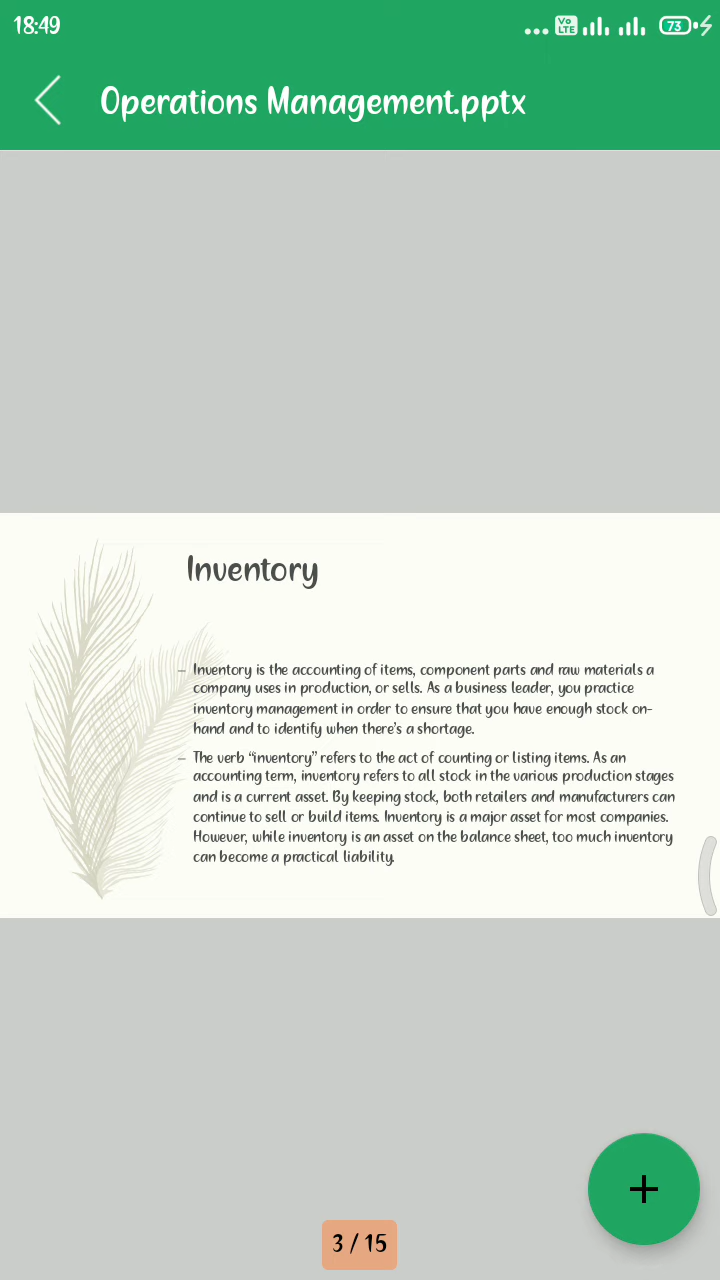 18:49
Vo
LTE
73
Operations Management.pptx
Inventory
– Inventory is the accounting of items, component parts and raw materials a
company uses in production, or sells. As a business leader, you practice
inventory management in order to ensure that you have enough stock on-
hand and to identify when there's a shortage.
– The verb “inventory” refers to the act of counting or listing items. As an
accounting term, inventory refers to all stock in the various production stages
and is a current asset. By keeping stock, both retailers and manufacturers can
continue to sell or build items. Inventory is a major asset for most companies.
However, while inventory is an asset on the balance sheet, too much inventory
can become a practical liability.
+
3 / 15